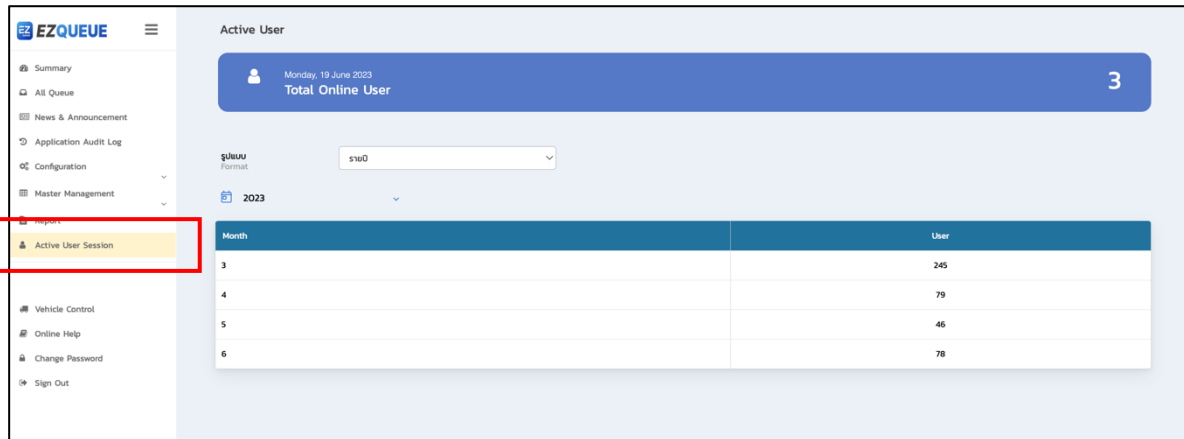 EZ EZQUEUE
Summary
All Queue
News & Announcement
Application Audit Log
Configuration
Master Management
Report
Active User Session
Vehicle Control
Online Help
Change Password
Sign Out
Active User
Monday, 19 June 2023
Total Online User
3
รูปแบบ
Format
รายปี
2023
Month User
3 245
4 79
5 46
6 78